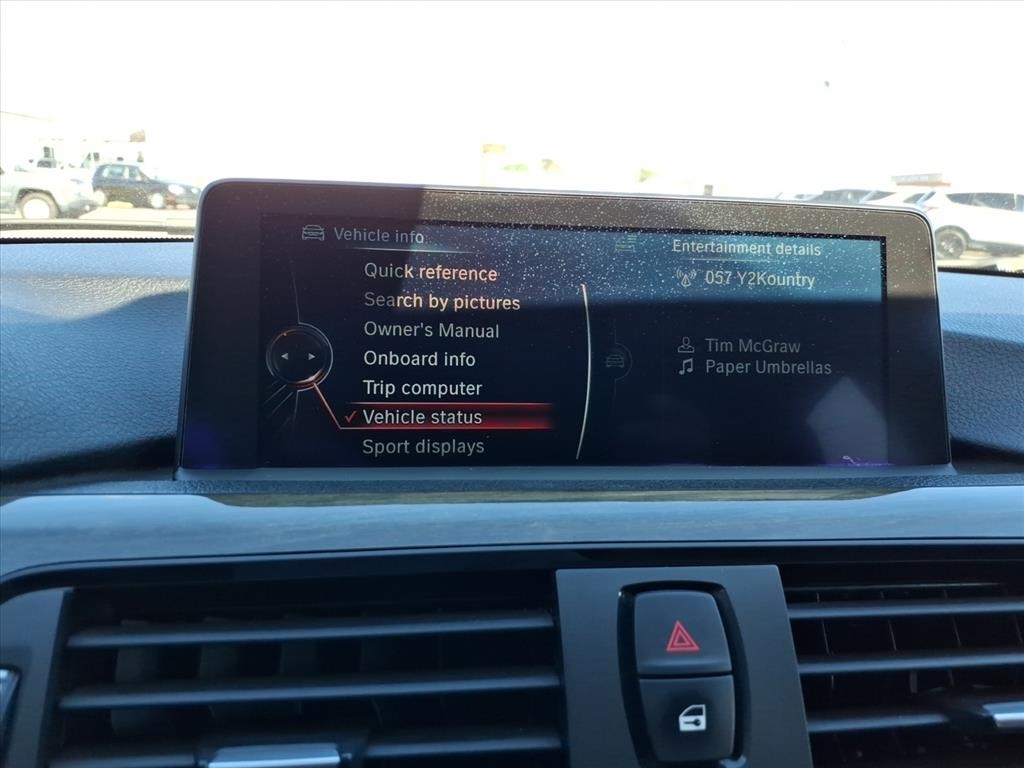 Vehicle info
Quick reference
Search by pictures
Owner's Manual
Onboard info
Trip computer
Vehicle status
Sport displays
Entertainment details
057 Y2Kountry
Tim McGraw
Paper Umbrellas